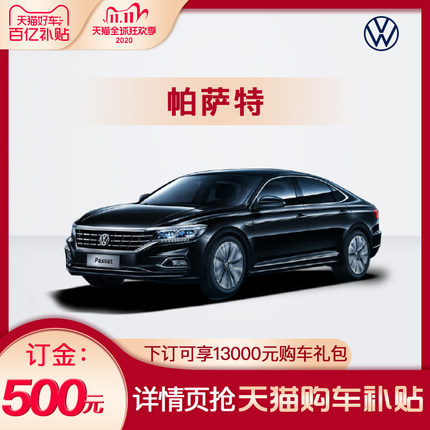 天猫好车
百亿补贴
11.11
天猫全球狂欢季
2020
帕萨特
Passat
订金:
500元
下订可享13000元购车礼包
详情页抢天猫购车补贴